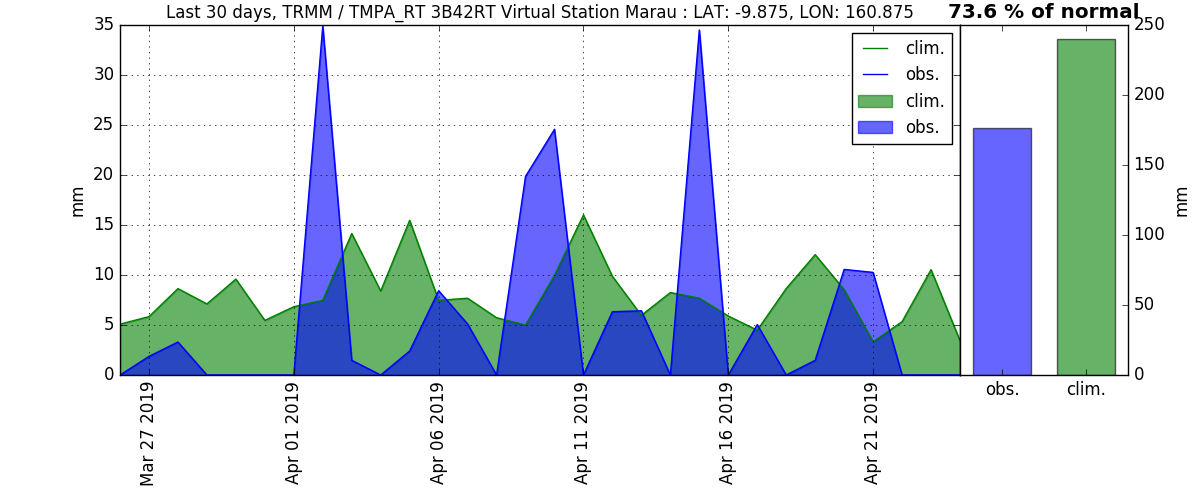 Last 30 days, TRMM / TMPA_RT 3B42RT Virtual Station Marau : LAT: -9.875, LON: 160.875
73.6 % of normal
35
30
25
20
15
10
5
0
mm
clim.
obs.
clim.
obs.
Mar 27 2019
Apr 01 2019
Apr 06 2019
Apr 11 2019
Apr 16 2019
Apr 21 2019
250
200
150
100
50
0
mm
obs.
clim.